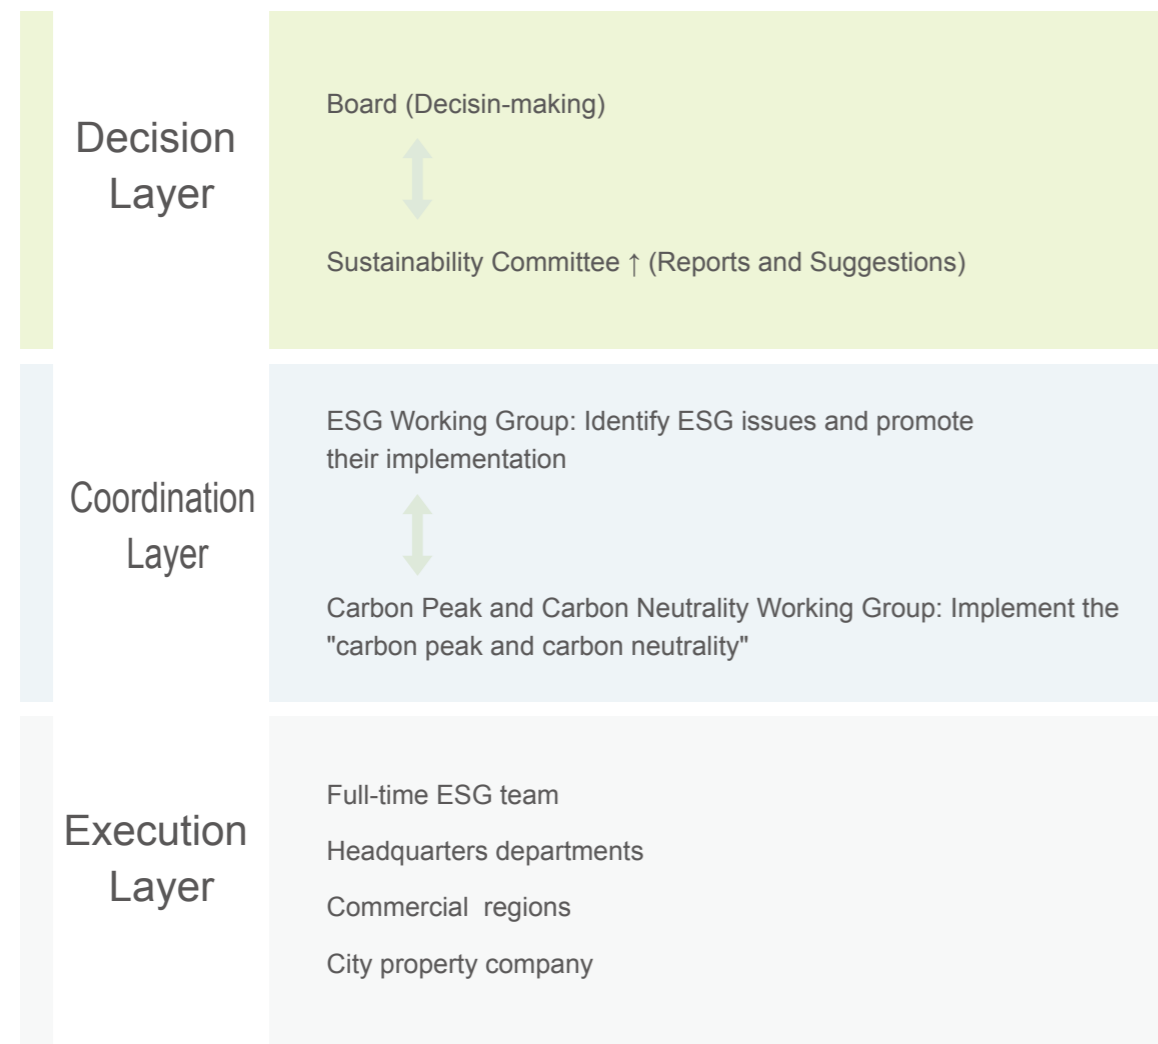 Decision
Layer
Board (Decisin-making)
Sustainability Committee ↑ (Reports and Suggestions)
Coordination
Layer
ESG Working Group: Identify ESG issues and promote
their implementation
Carbon Peak and Carbon Neutrality Working Group: Implement the
"carbon peak and carbon neutrality"
Execution
Layer
Full-time ESG team
Headquarters departments
Commercial regions
City property company